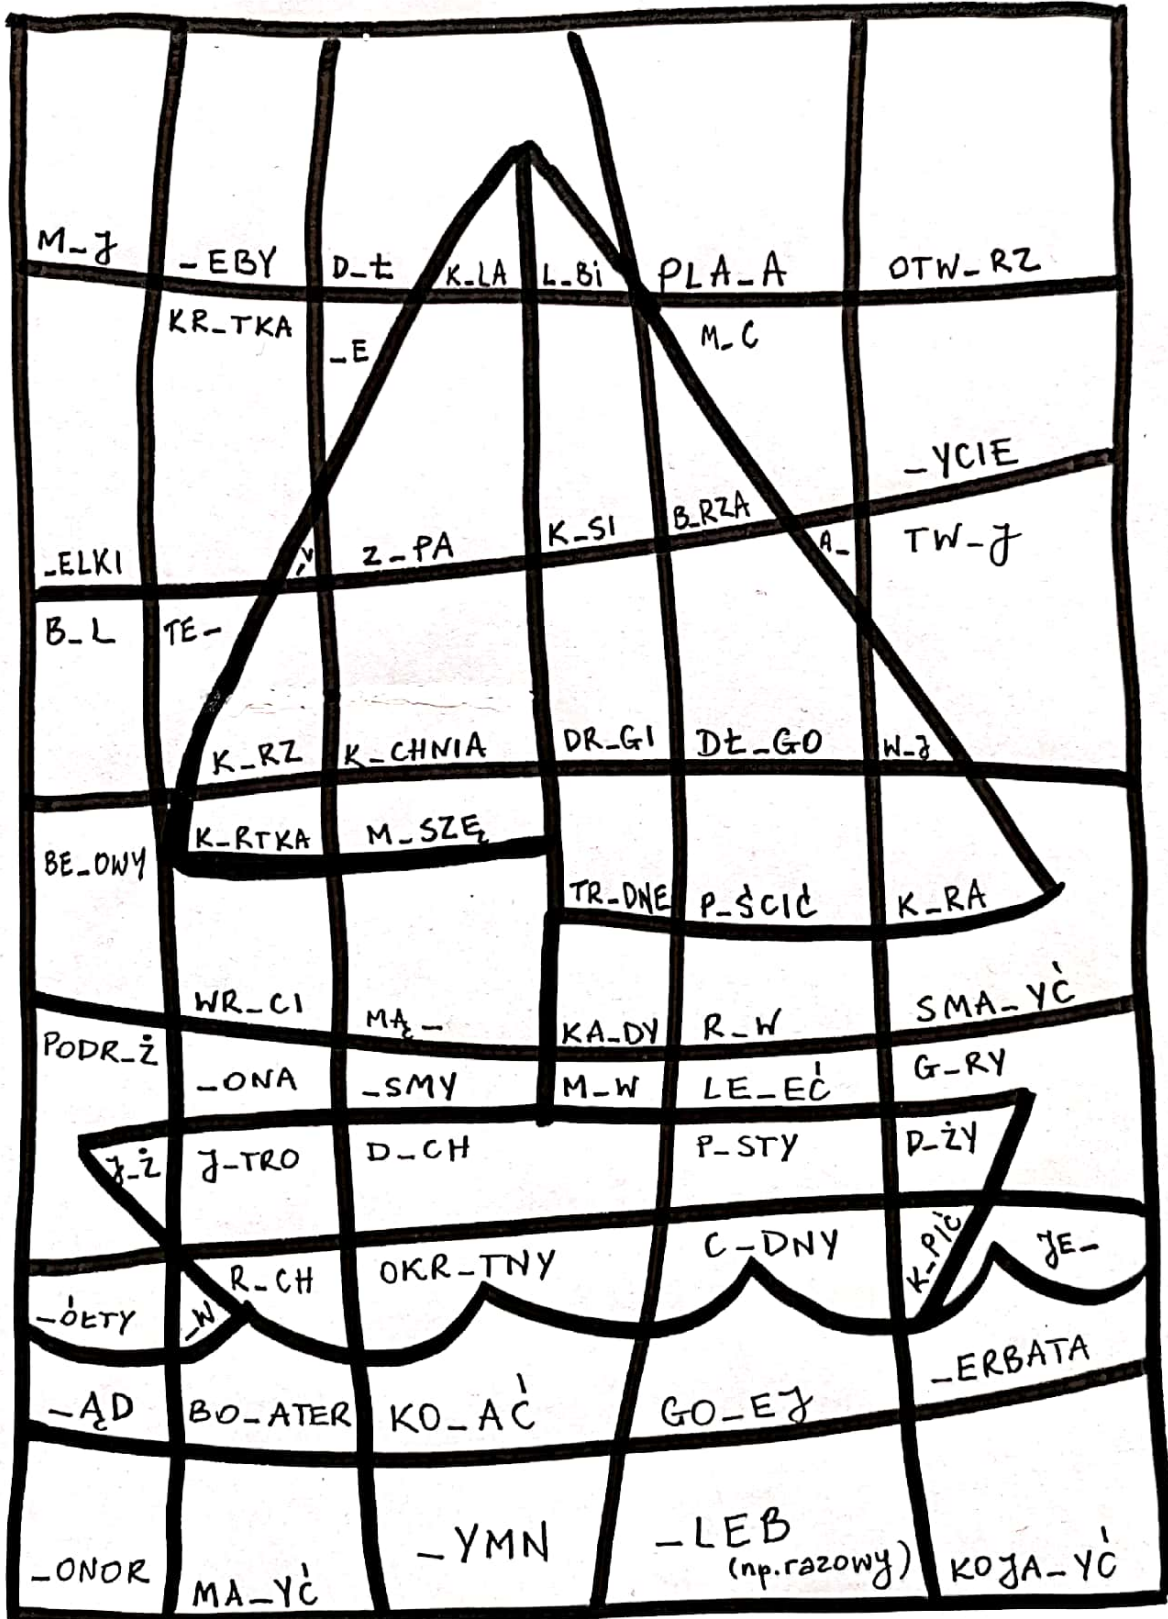 M_J
_EBY
D_Ł
K_LA
L_Bi
PLA_A
OTW_RZ
KR_TKA
_E
M_C
_YCIE
_ELKI
Z_PA
K_SI
B_RZA
A_
TW_J
B_L
TE_
K_RZ
K_CHNIA
DR_GI
DŁ_GO
W_J
BE_OWY
K_RTKA
M_SZĘ
TR_DNE
P_ŚCIĆ
K_RA
WR_CI
MĄ_
KA_DY
R_W
SMA_YĆ
PODR_Ż
_ONA
_SMY
M_W
LE_EĆ
G_RY
J_Ż
J_TRO
D_CH
P_STY
D_ŻY
_ÓŁTY
_W
R_CH
OKR_TNY
C_DNY
K_PIĆ
JE_
_ĄD
BO_ATER
KO_AĆ
GO_EJ
_ERBATA
_ONOR
MA_YĆ
_YMN
_LEB
(np.razowy)
KOJA_YĆ